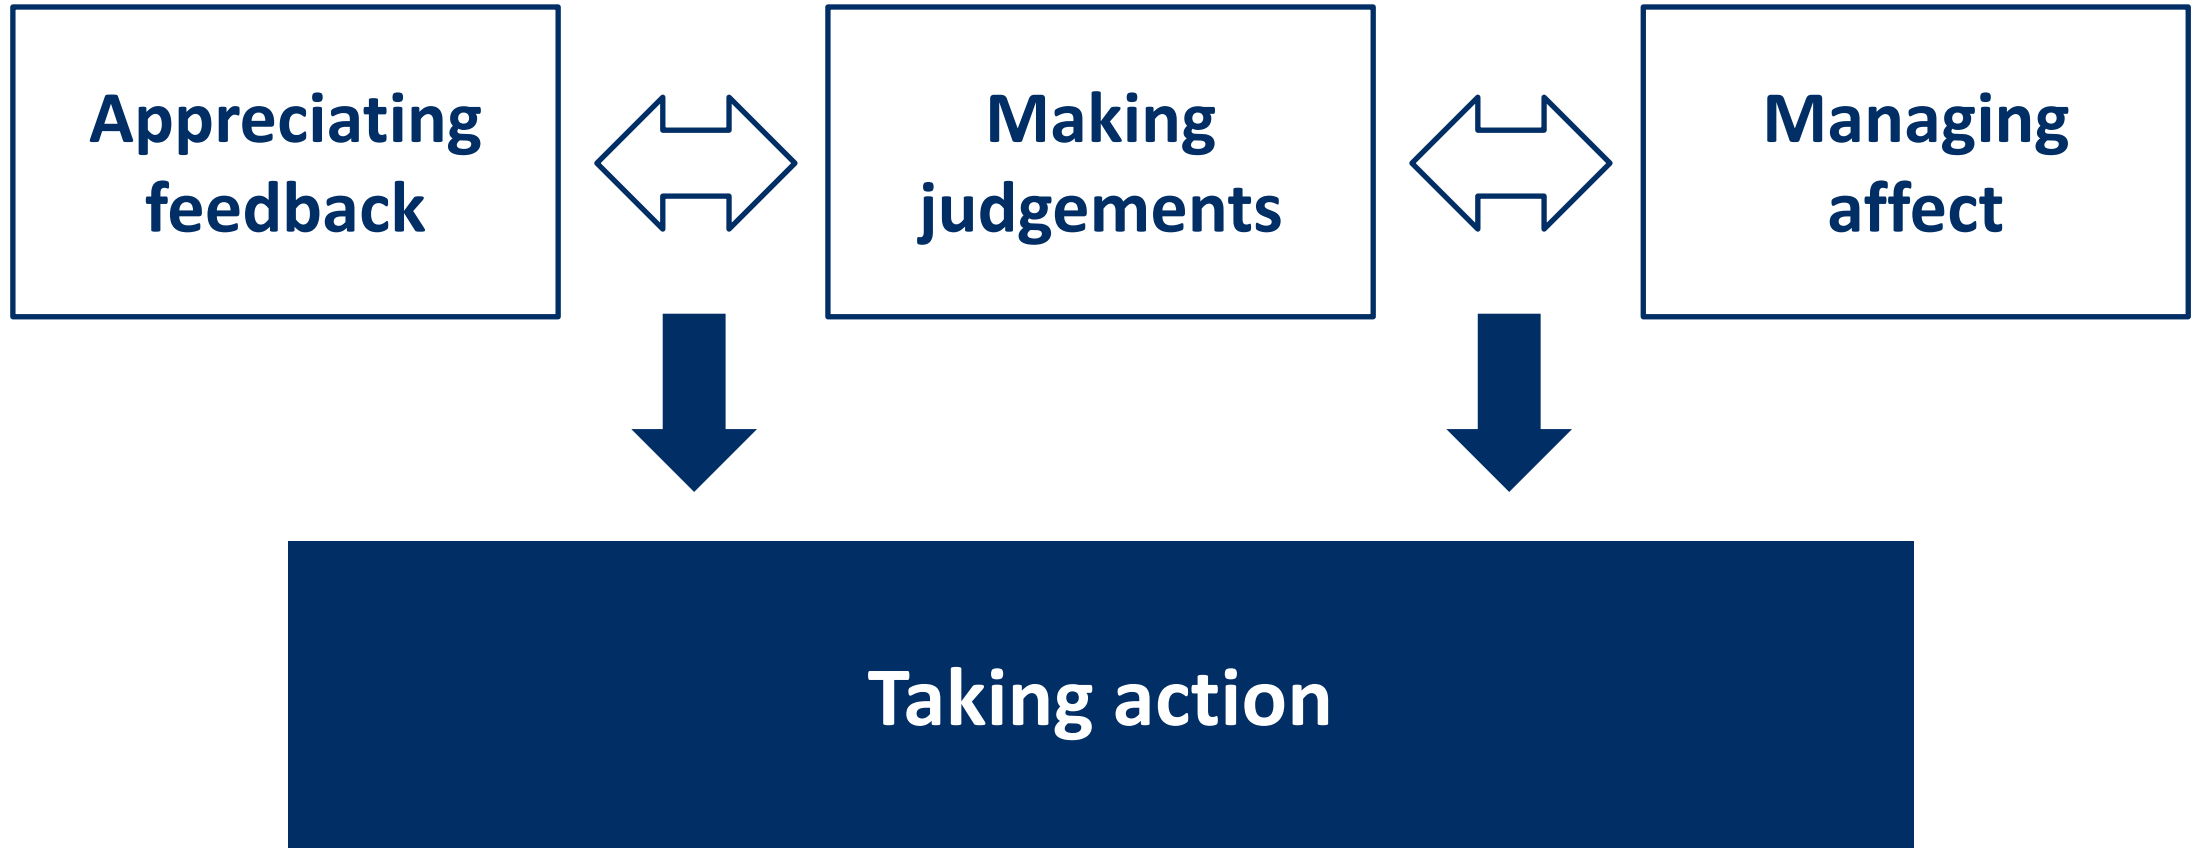 Appreciating
feedback
Making
judgements
Managing
affect
Taking action